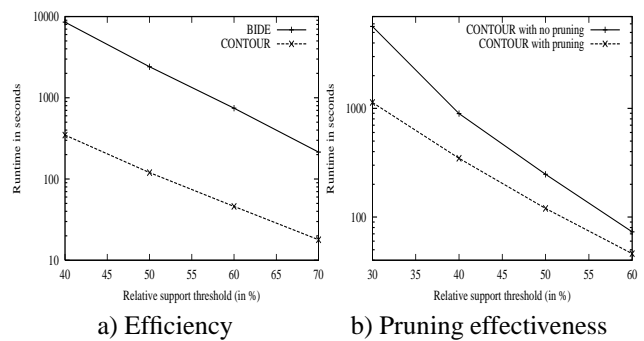 10000
1000
100
10
40
45
50
55
60
65
70
Runtime in seconds
Relative support threshold (in %)
BIDE
CONTOUR
a) Efficiency
1000
100
30
35
40
45
50
55
60
Runtime in seconds
Relative support threshold (in %)
CONTOUR with no pruning
CONTOUR with pruning
b) Pruning effectiveness